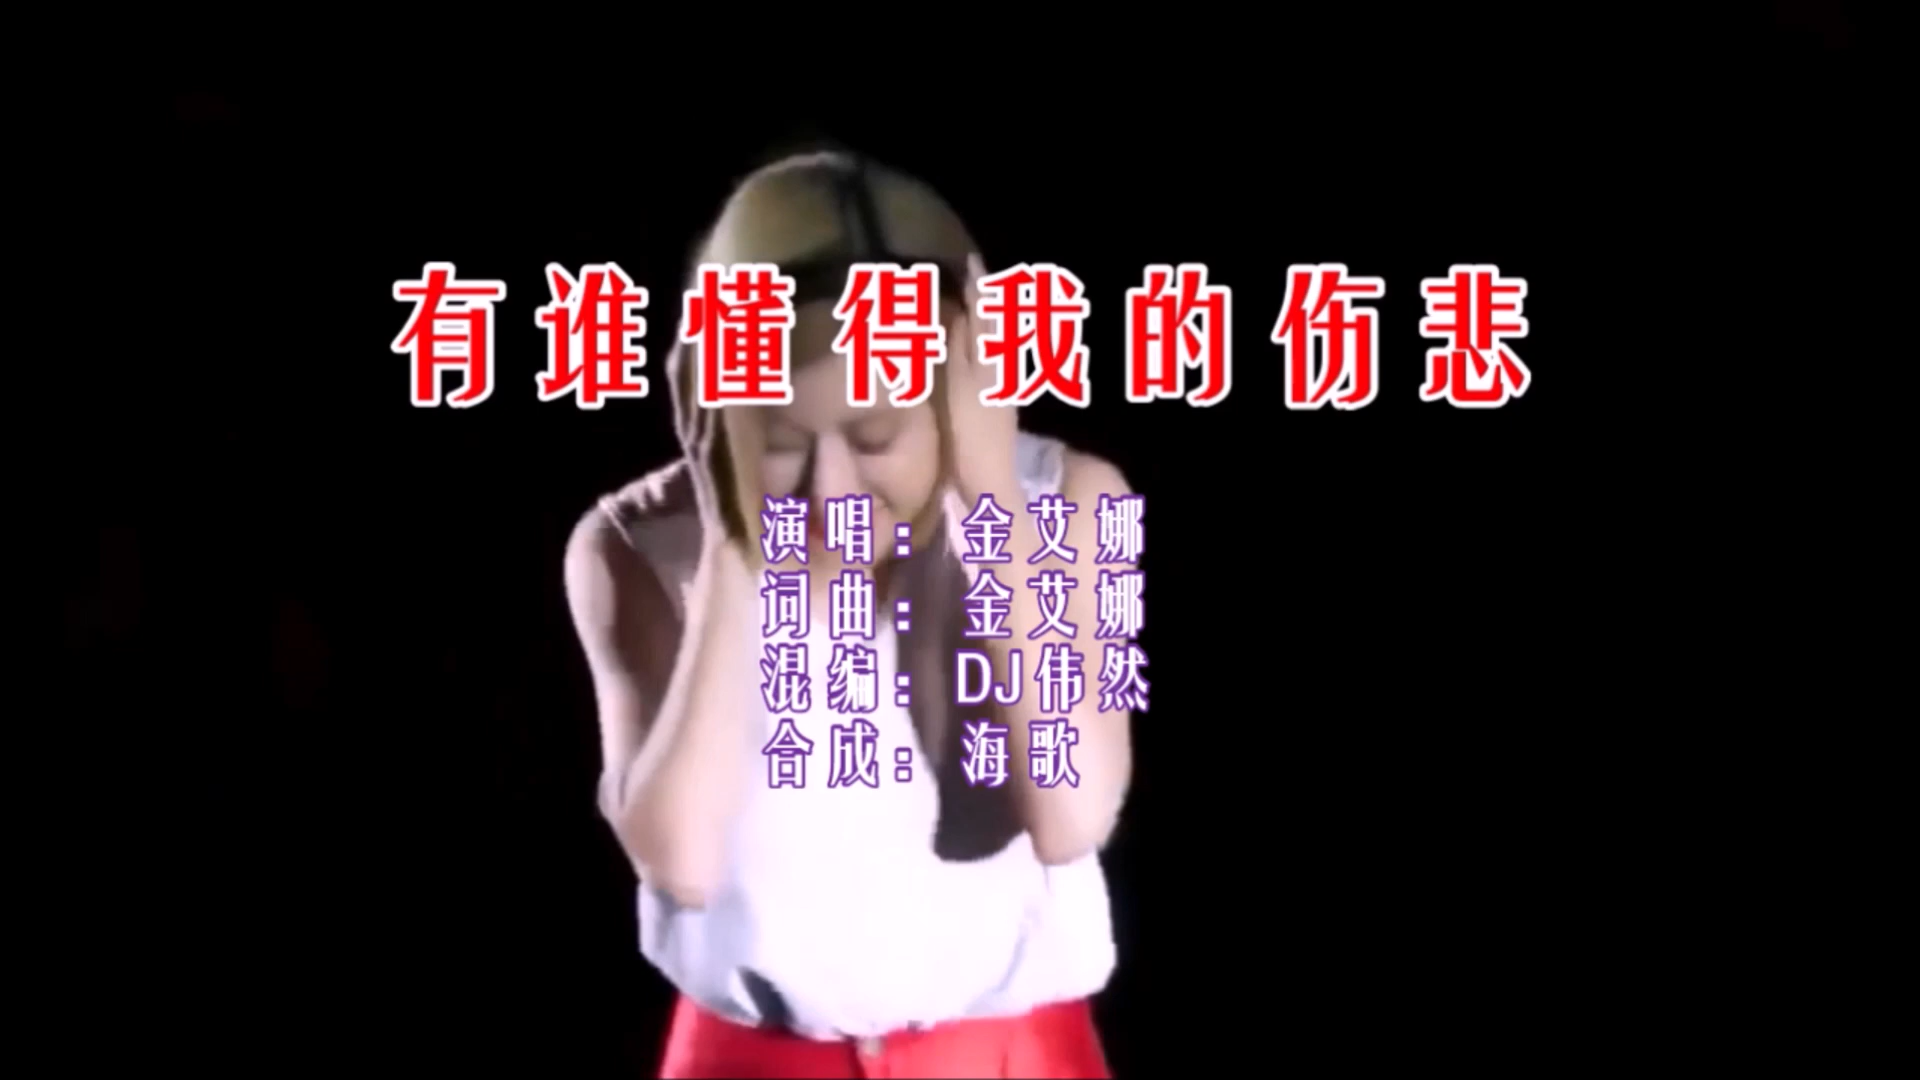 有谁懂得我的伤悲
演唱：金艾娜
词曲：金艾娜
混编：DJ伟然
合成：海歌